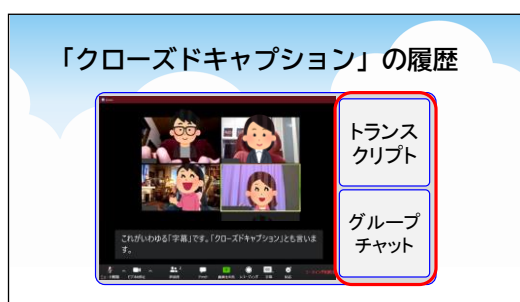 「クローズドキャプション」の履歴
トランス
クリプト
グループ
チャット
これがいわゆる「字幕」です。「クローズドキャプション」とも言いま
す。